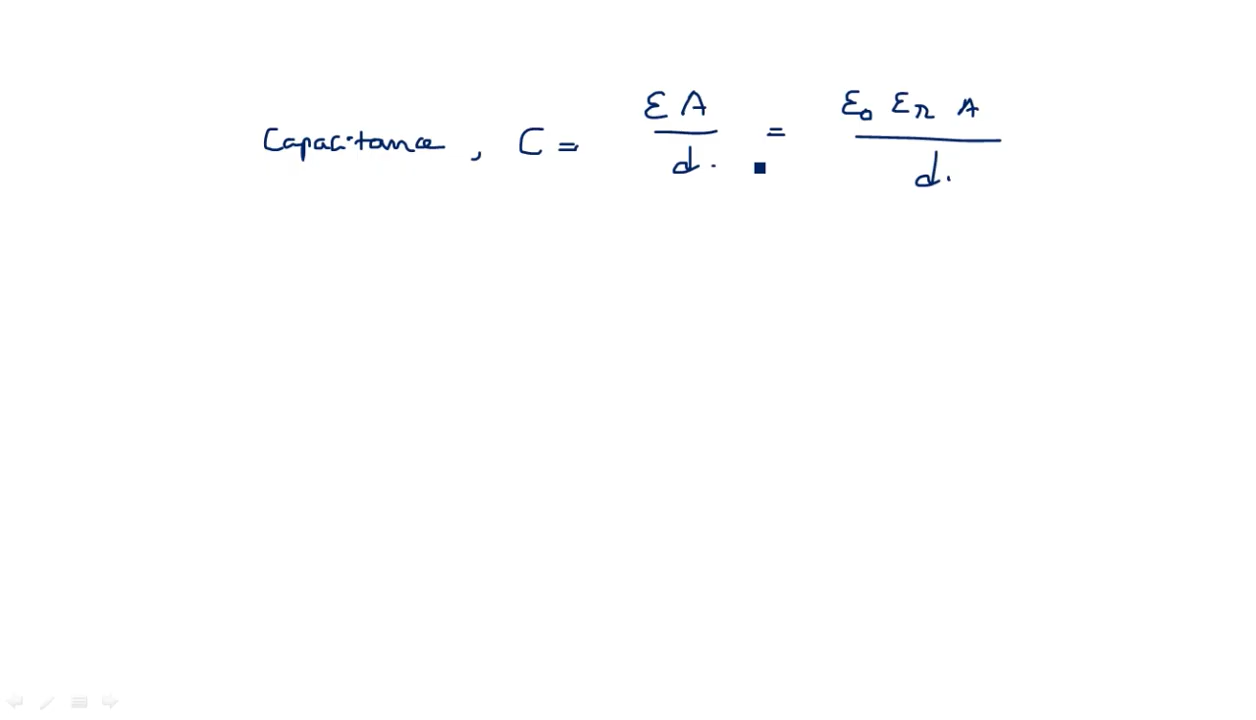 Capacitance, C = εA/d. = ε₀ εᵣ A/d.